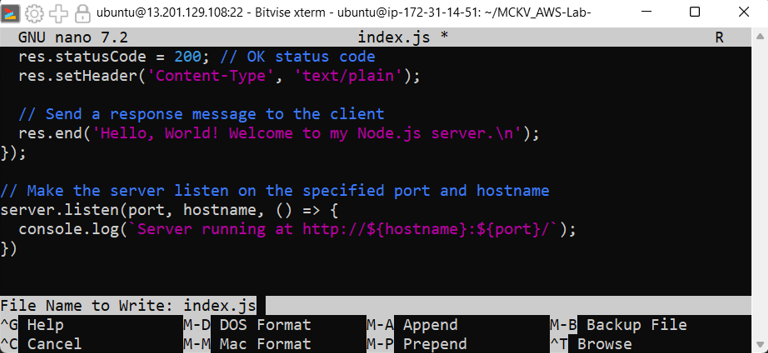 ubuntu@13.201.129.108:22 - Bitvise xterm - ubuntu@ip-172-31-14-51: ~/MCKV_AWS-Lab-
GNU nano 7.2 index.js * R
res.statusCode = 200; // OK status code
res.setHeader('Content-Type', 'text/plain');
// Send a response message to the client
res.end('Hello, World! Welcome to my Node.js server.\n');
});
// Make the server listen on the specified port and hostname
server.listen(port, hostname, () => {
console.log(`Server running at http://${hostname}:${port}/`);
})
File Name to Write: index.js
^G Help M-D DOS Format M-A Append M-B Backup File
^C Cancel M-M Mac Format M-P Prepend ^T Browse